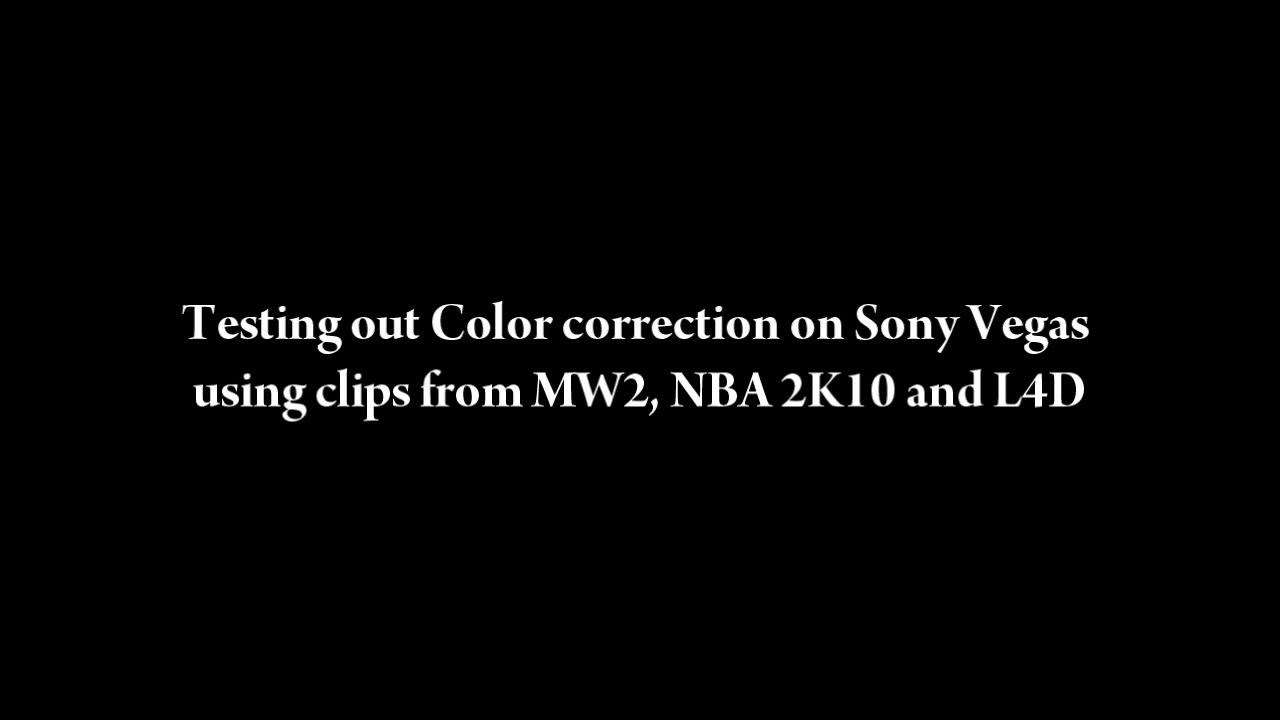 Testing out Color correction on Sony Vegas
using clips from MW2, NBA 2K10 and L4D